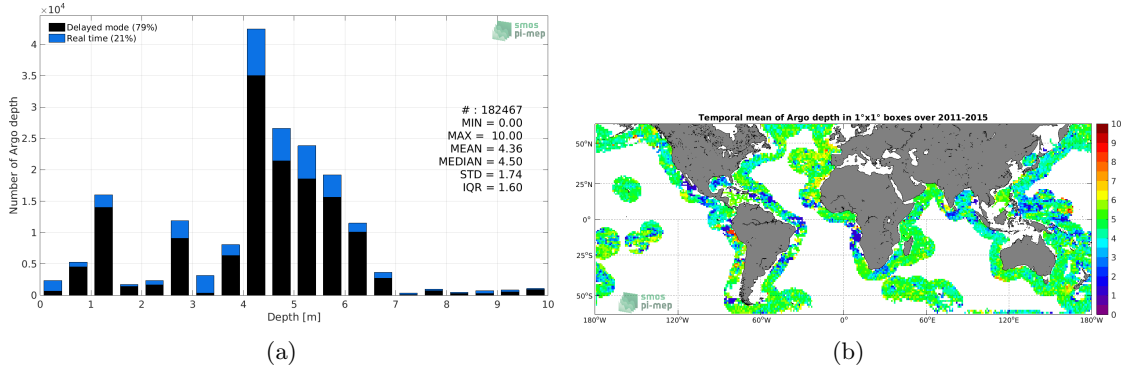 ×10⁴
Delayed mode (79%)
Real time (21%)
smos
pi-mep
Number of Argo depth
4
3.5
3
2.5
2
1.5
1
0.5
0
# : 182467
MIN = 0.00
MAX = 10.00
MEAN = 4.36
MEDIAN = 4.50
STD = 1.74
IQR = 1.60
0 1 2 3 4 5 6 7 8 9 10
Depth [m]
(a)
Temporal mean of Argo depth in 1°x1° boxes over 2011-2015
50°N
25°N
0°
25°S
50°S
smos
pi-mep
180°W 120°W 60°W 0°E 60°E 120°E 180°E
10
9
8
7
6
5
4
3
2
1
0
(b)